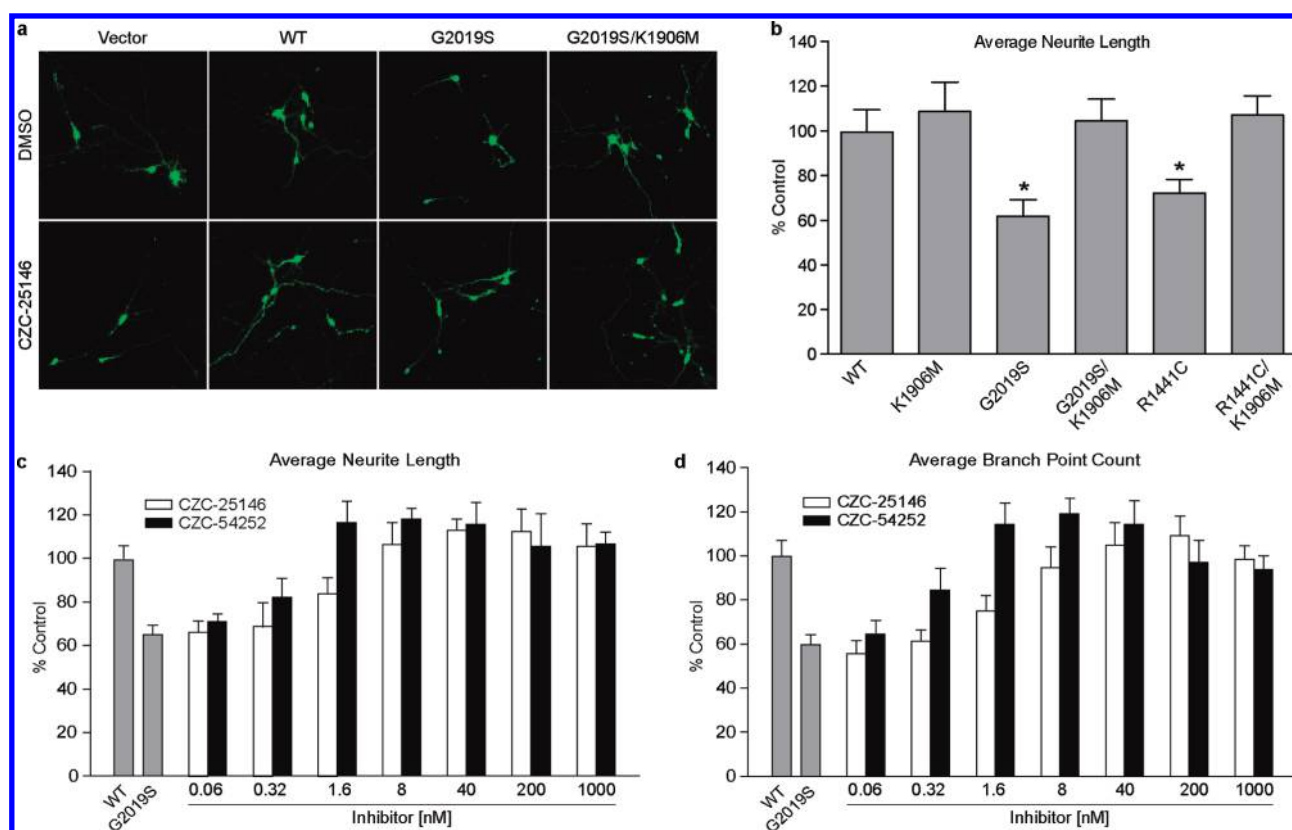 a
Vector WT G2019S G2019S/K1906M
DMSO
CZC-25146
b
Average Neurite Length
% Control
140
120
100
80
60
40
20
0
* *
WT K1906M G2019S G2019S/ K1906M R1441C R1441C/ K1906M
c
Average Neurite Length
% Control
140
120
100
80
60
40
20
0
CZC-25146
CZC-54252
WT G2019S 0.06 0.32 1.6 8 40 200 1000
Inhibitor [nM]
d
Average Branch Point Count
% Control
140
120
100
80
60
40
20
0
CZC-25146
CZC-54252
WT G2019S 0.06 0.32 1.6 8 40 200 1000
Inhibitor [nM]